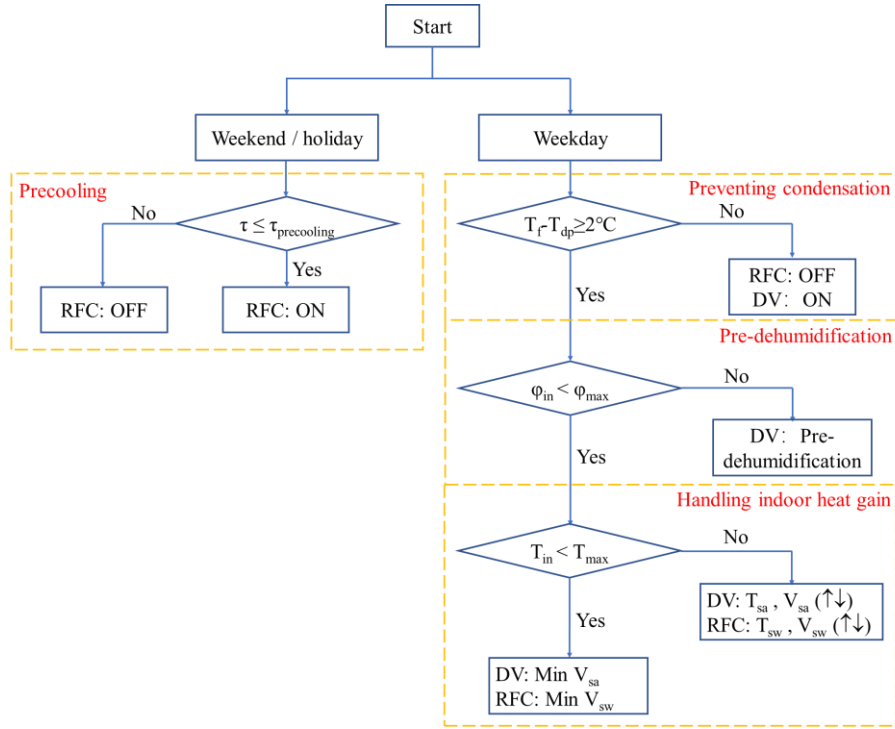 Start
Weekend / holiday
Weekday
Precooling
No
τ ≤ τprecooling
Yes
RFC: OFF
RFC: ON
Preventing condensation
Tf-Tdp≥2℃
No
RFC: OFF
DV: ON
Yes
Pre-dehumidification
φin < φmax
No
DV: Pre-
dehumidification
Yes
Handling indoor heat gain
Tin < Tmax
No
DV: Tsa , Vsa (↑↓)
RFC: Tsw , Vsw (↑↓)
Yes
DV: Min Vsa
RFC: Min Vsw